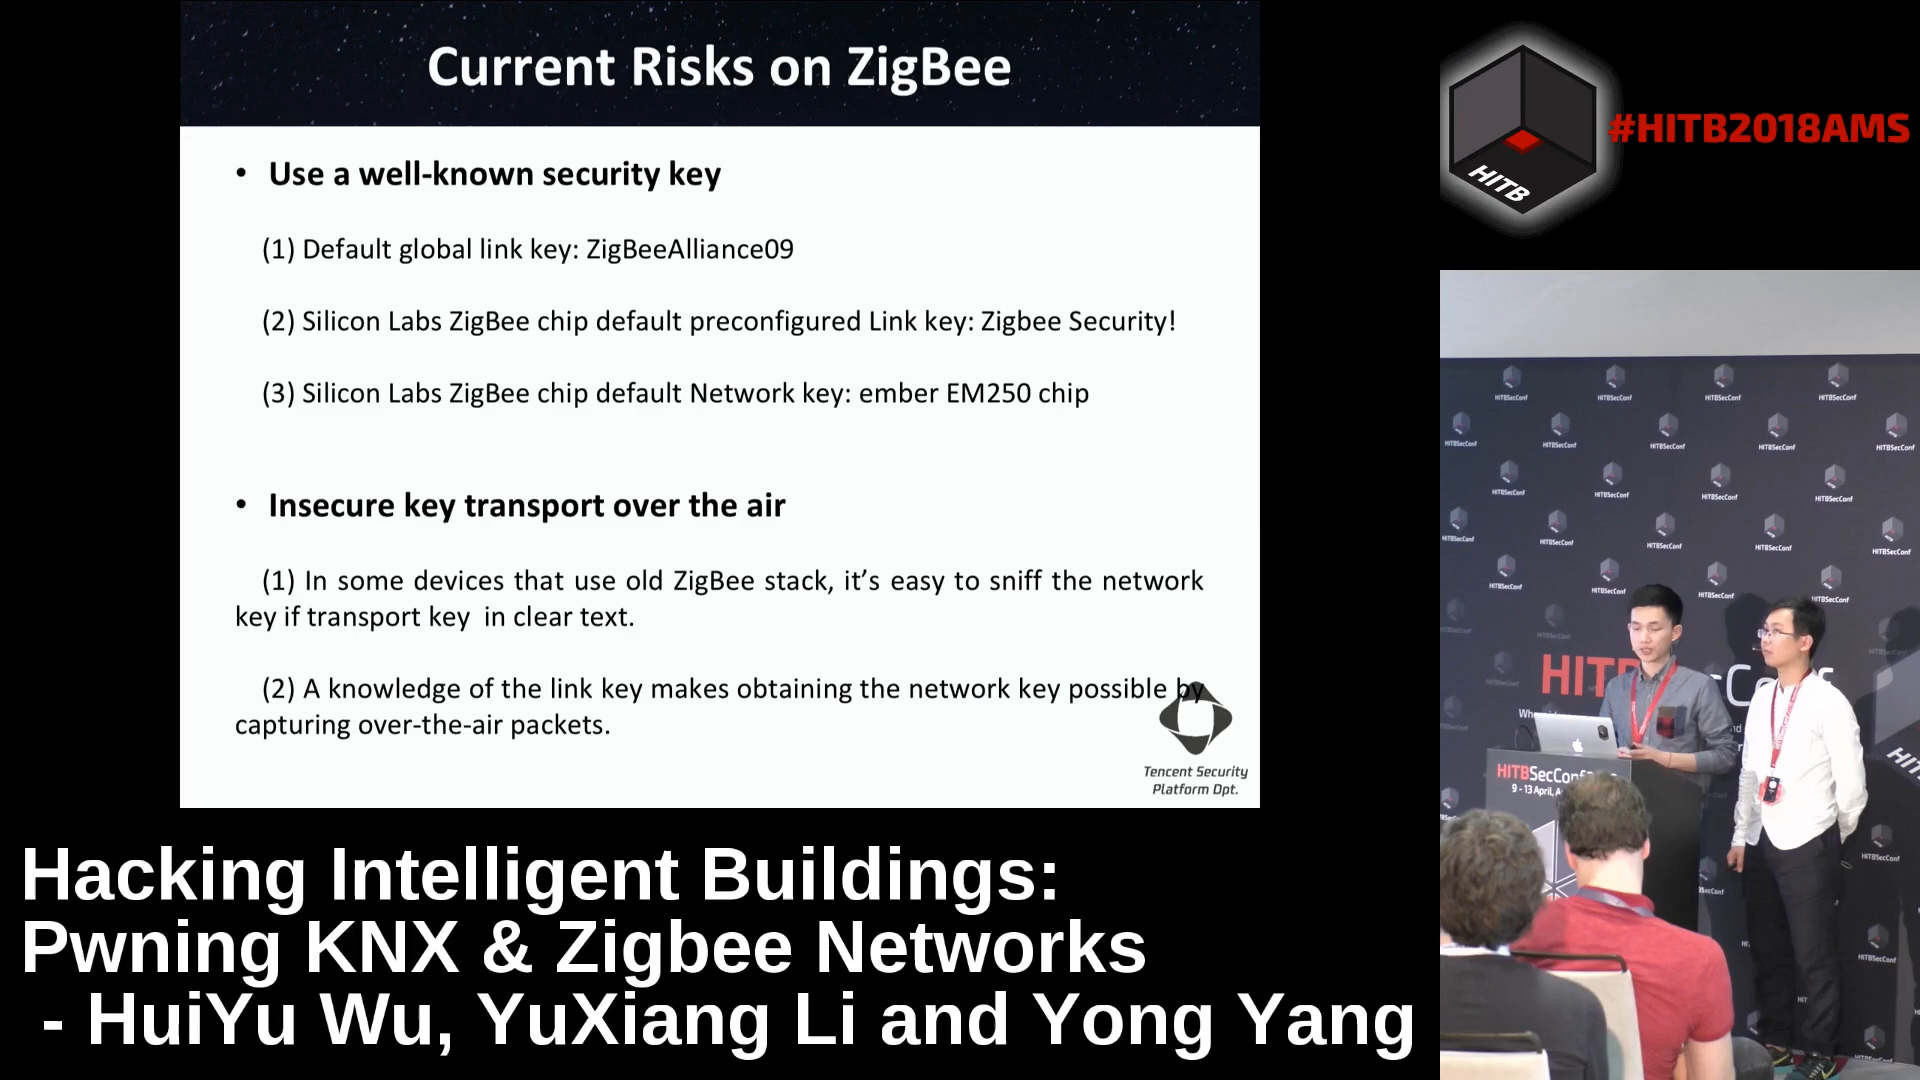 Current Risks on ZigBee
• Use a well-known security key
(1) Default global link key: ZigBeeAlliance09
(2) Silicon Labs ZigBee chip default preconfigured Link key: Zigbee Security!
(3) Silicon Labs ZigBee chip default Network key: ember EM250 chip
• Insecure key transport over the air
(1) In some devices that use old ZigBee stack, it's easy to sniff the network
key if transport key in clear text.
(2) A knowledge of the link key makes obtaining the network key possible by
capturing over-the-air packets.
Tencent Security
Platform Dpt.
HITB
#HITB2018AMS
HITBSecConf
HITBSecConf
9 - 13 April,
Hacking Intelligent Buildings:
Pwning KNX & Zigbee Networks
- HuiYu Wu, YuXiang Li and Yong Yang